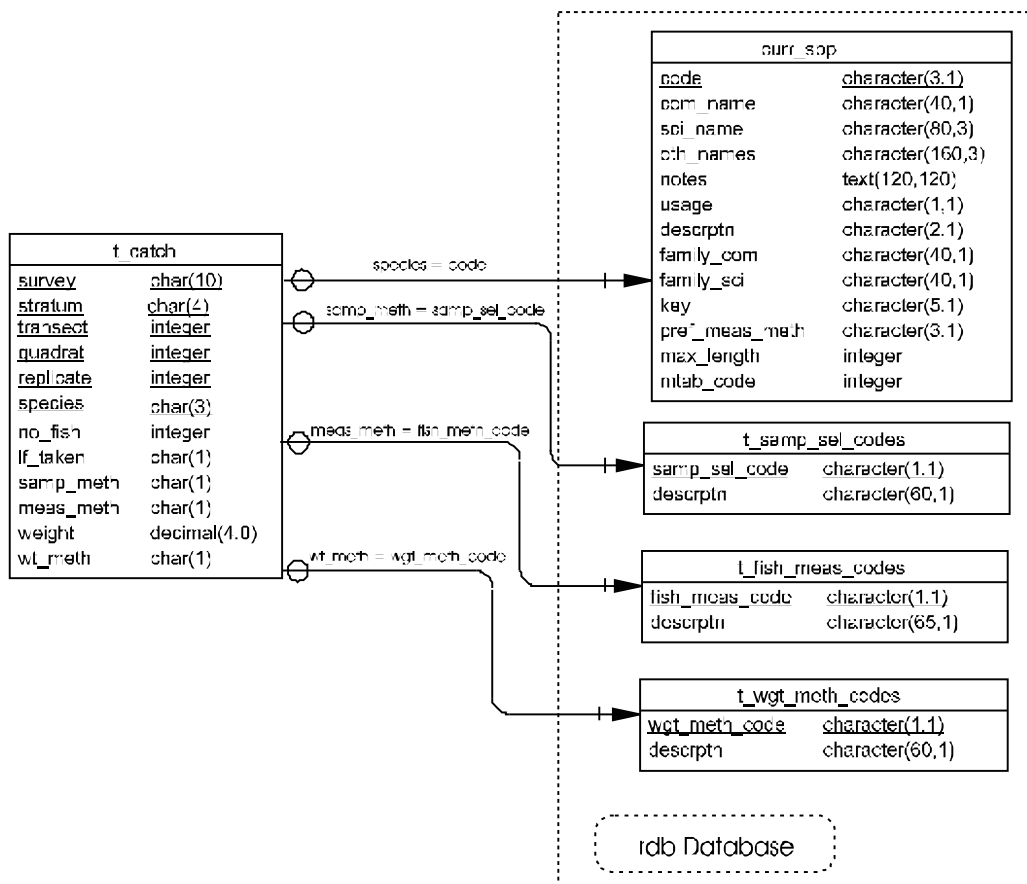 t_catch
survey char(10)
stratum char(4)
transect integer
quadrat integer
replicate integer
species char(3)
no_fish integer
lf_taken char(1)
samp_meth char(1)
meas_meth char(1)
weight decimal(4.0)
wt_meth char(1)
species = code
samp_meth = samp_sel_code
meas_meth = fish_meth_code
wt_meth = wgt_meth_code
curr_spp
code character(3.1)
com_name character(40,1)
sci_name character(80,3)
oth_names character(160,3)
notes text(120,120)
usage character(1,1)
descrptn character(2.1)
family_com character(40,1)
family_sci character(40,1)
key character(5.1)
pref_meas_meth character(3.1)
max_length integer
mtab_code integer
t_samp_sel_codes
samp_sel_code character(1.1)
descrptn character(60,1)
t_fish_meas_codes
fish_meas_code character(1.1)
descrptn character(65,1)
t_wgt_meth_codes
wgt_meth_code character(1.1)
descrptn character(60,1)
rdb Database